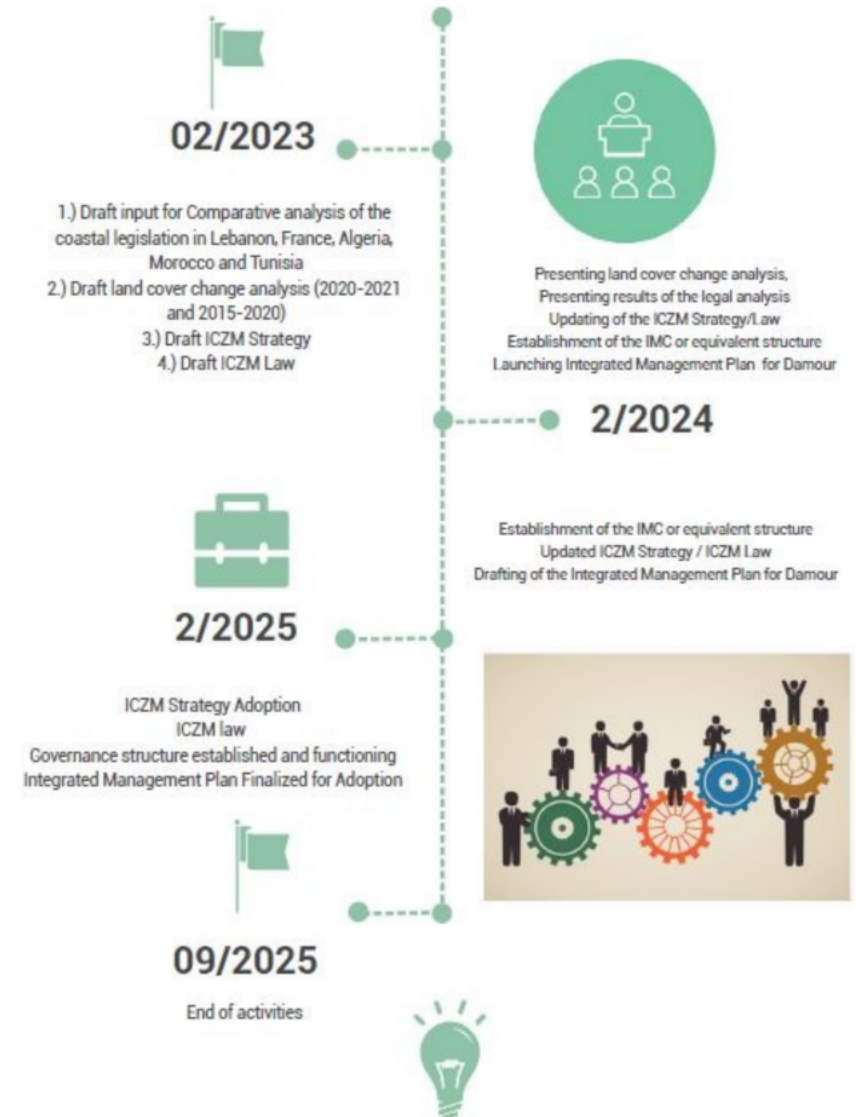 02/2023
1.) Draft input for Comparative analysis of the
coastal legislation in Lebanon, France, Algeria,
Morocco and Tunisia
2.) Draft land cover change analysis (2020-2021
and 2015-2020)
3.) Draft ICZM Strategy
4.) Draft ICZM Law
Presenting land cover change analysis,
Presenting results of the legal analysis
Updating of the ICZM Strategy/Law
Establishment of the IMC or equivalent structure
Launching Integrated Management Plan for Damour
2/2024
Establishment of the IMC or equivalent structure
Updated ICZM Strategy / ICZM Law
Drafting of the Integrated Management Plan for Damour
2/2025
ICZM Strategy Adoption
ICZM law
Governance structure established and functioning
Integrated Management Plan Finalized for Adoption
09/2025
End of activities